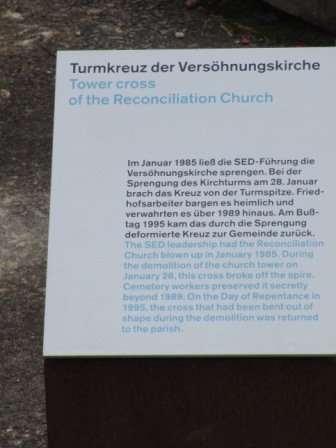 Turmkreuz der Versöhnungskirche
Tower cross
of the Reconciliation Church
Im Januar 1985 ließ die SED-Führung die
Versöhnungskirche sprengen. Bei der
Sprengung des Kirchturms am 28. Januar
brach das Kreuz von der Turmspitze. Fried-
hofsarbeiter bargen es heimlich und
verwahrten es über 1989 hinaus. Am Buß-
tag 1995 kam das durch die Sprengung
deformierte Kreuz zur Gemeinde zurück.
The SED leadership had the Reconciliation
Church blown up in January 1985. During
the demolition of the church tower on
January 28, this cross broke off the spire.
Cemetery workers preserved it secretly
beyond 1989. On the Day of Repentance in
1995, the cross that had been bent out of
shape during the demolition was returned
to the parish.